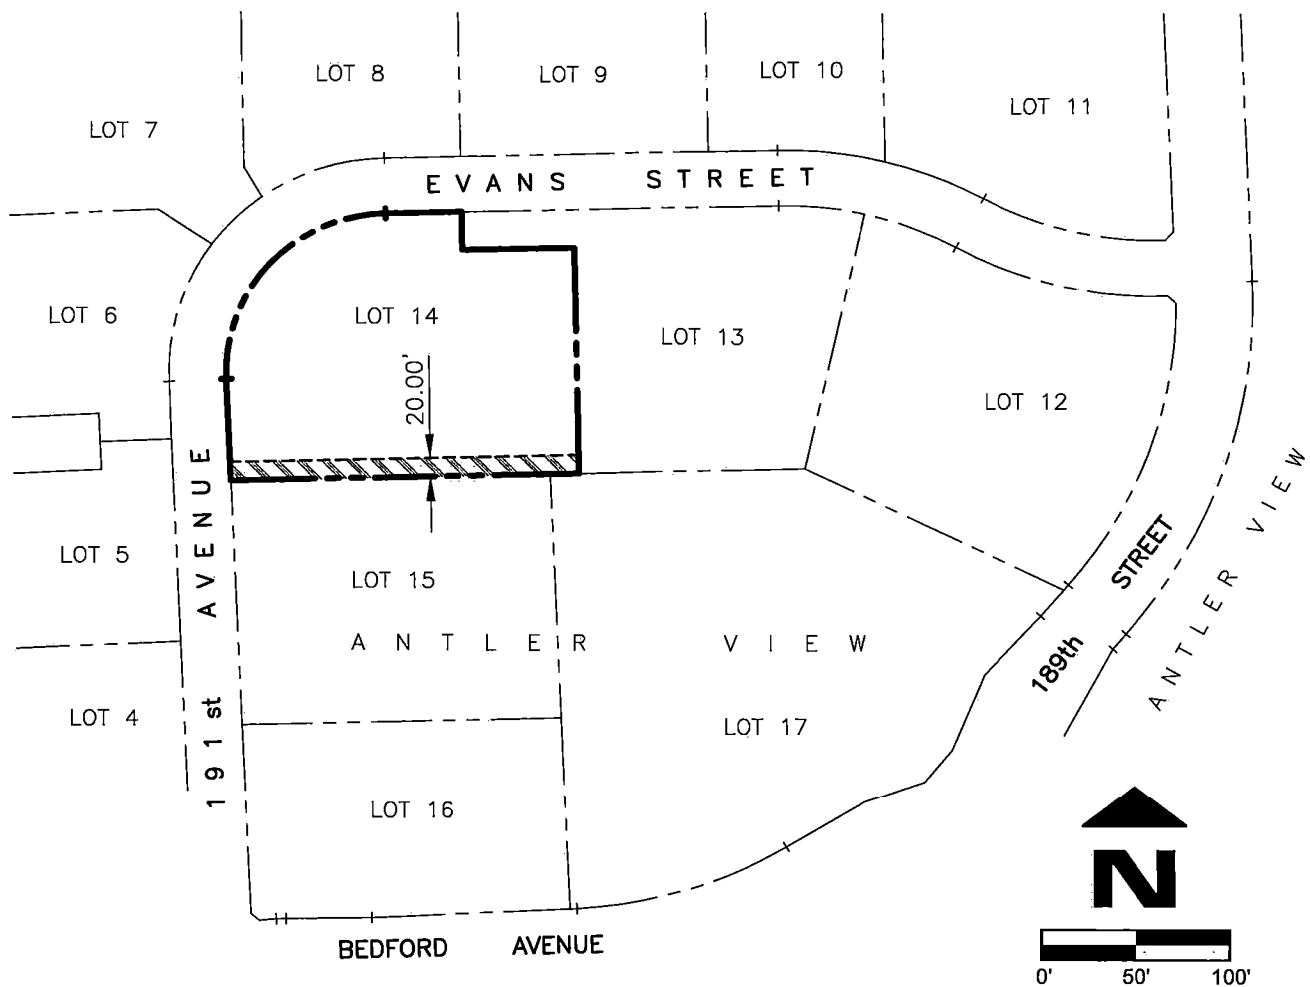 LOT 8
LOT 9
LOT 10
LOT 11
LOT 7
EVANS STREET
LOT 6
LOT 14
LOT 13
20.00'
LOT 12
191st AVENUE
LOT 5
LOT 15
189th STREET
ANTLER VIEW
ANTLER VIEW
LOT 4
LOT 17
LOT 16
BEDFORD AVENUE
N
0' 50' 100'